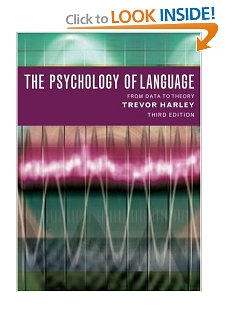 Click to LOOK INSIDE!
THE PSYCHOLOGY OF LANGUAGE
FROM DATA TO THEORY
TREVOR HARLEY
THIRD EDITION